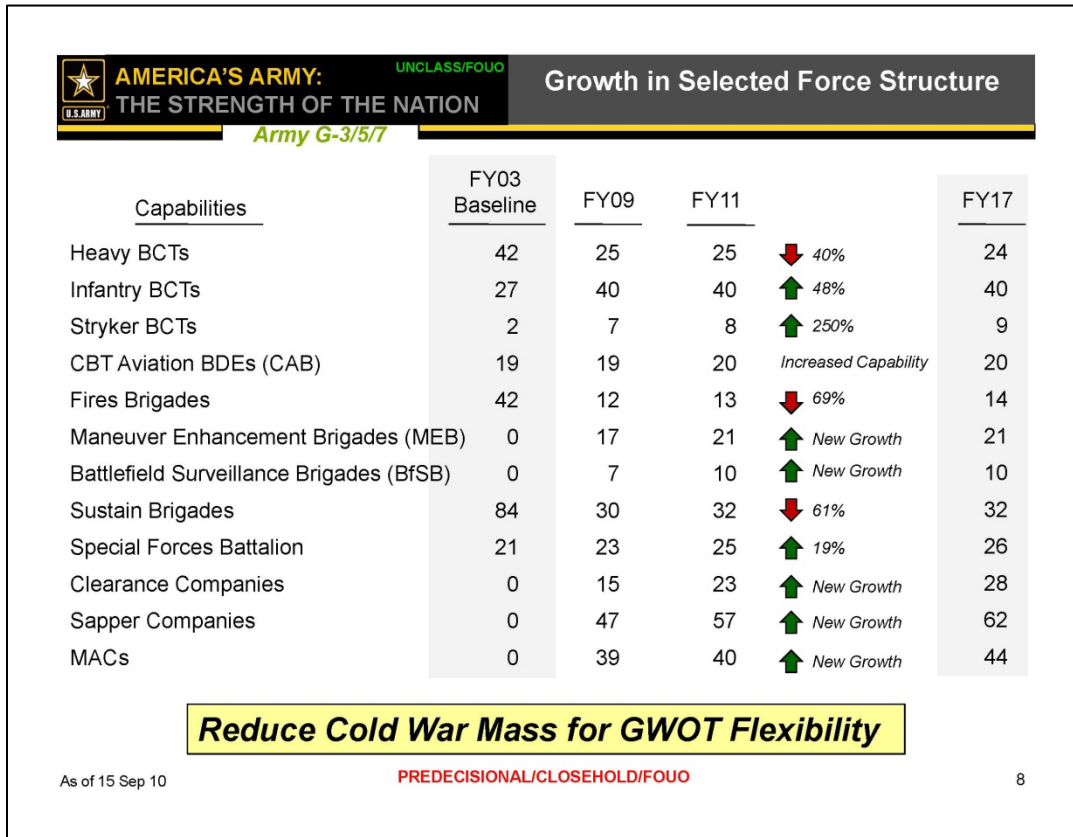 UNCLASS/FOUO
AMERICA'S ARMY:
THE STRENGTH OF THE NATION
U.S.ARMY
Army G-3/5/7
Growth in Selected Force Structure
Capabilities FY03 Baseline FY09 FY11 FY17
Heavy BCTs 42 25 25 40% 24
Infantry BCTs 27 40 40 48% 40
Stryker BCTs 2 7 8 250% 9
CBT Aviation BDEs (CAB) 19 19 20 Increased Capability 20
Fires Brigades 42 12 13 69% 14
Maneuver Enhancement Brigades (MEB) 0 17 21 New Growth 21
Battlefield Surveillance Brigades (BfSB) 0 7 10 New Growth 10
Sustain Brigades 84 30 32 61% 32
Special Forces Battalion 21 23 25 19% 26
Clearance Companies 0 15 23 New Growth 28
Sapper Companies 0 47 57 New Growth 62
MACs 0 39 40 New Growth 44
Reduce Cold War Mass for GWOT Flexibility
As of 15 Sep 10 PREDECISIONAL/CLOSEHOLD/FOUO 8